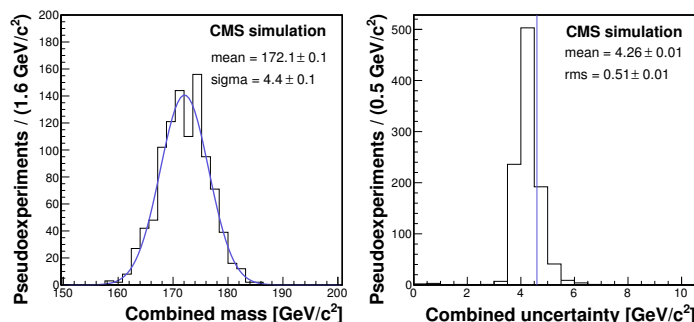 CMS simulation
mean = 172.1 ± 0.1
sigma = 4.4 ± 0.1
Pseudoexperiments / (1.6 GeV/c²)
200
180
160
140
120
100
80
60
40
20
0
150 160 170 180 190 200
Combined mass [GeV/c²]
CMS simulation
mean = 4.26 ± 0.01
rms = 0.51 ± 0.01
Pseudoexperiments / (0.5 GeV/c²)
500
400
300
200
100
0
0 2 4 6 8 10
Combined uncertainty [GeV/c²]